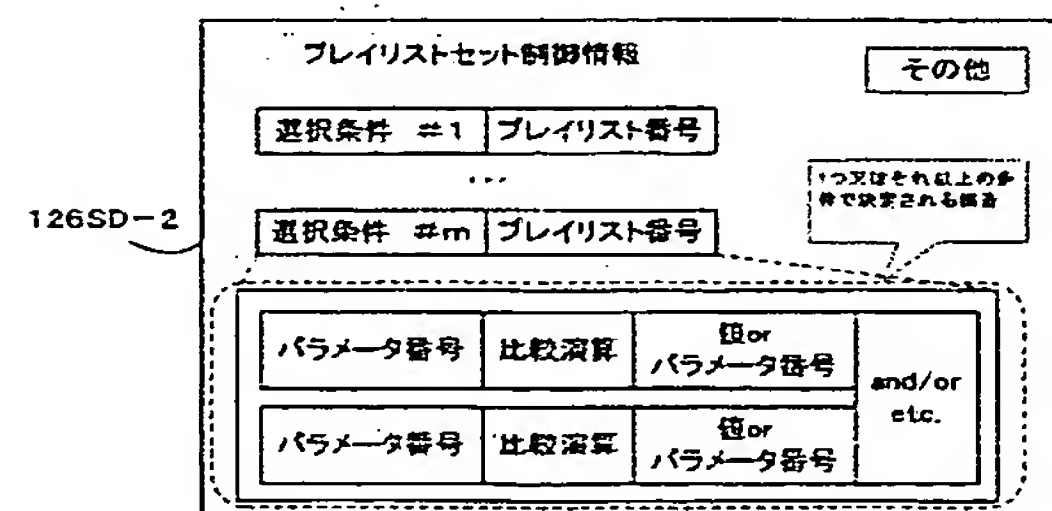 プレイリストセット制御情報
その他
選択条件 #1 プレイリスト番号
...
1つ又はそれ以上の条
件で決定される構造
126SD-2
選択条件 #m プレイリスト番号
パラメータ番号 比較演算 値or
パラメータ番号
and/or
etc.
パラメータ番号 比較演算 値or
パラメータ番号